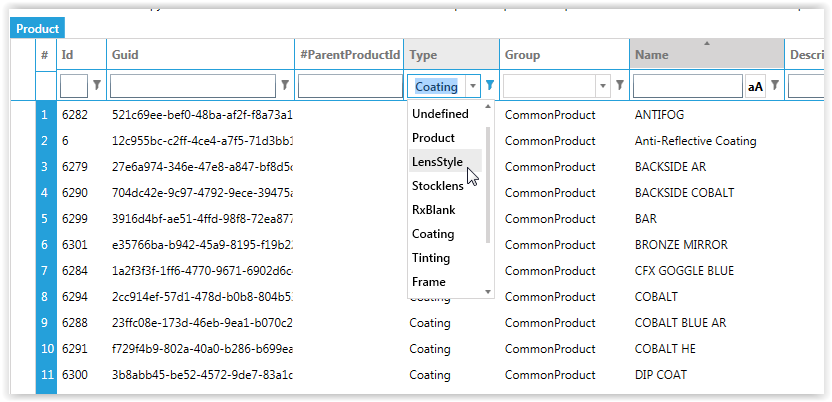 Product
# Id Guid #ParentProductId Type Group Name Descri
Coating aA
Undefined
Product
LensStyle
Stocklens
RxBlank
Coating
Tinting
Frame
1 6282 521c69ee-bef0-48ba-af2f-f8a73a1 CommonProduct ANTIFOG
2 6 12c955bc-c2ff-4ce4-a7f5-71d3bb1 CommonProduct Anti-Reflective Coating
3 6279 27e6a974-346e-47e8-a847-bf8d5c CommonProduct BACKSIDE AR
4 6290 704dc42e-9c97-4792-9ece-39475a CommonProduct BACKSIDE COBALT
5 6299 3916d4bf-ae51-4ffd-98f8-72ea877 CommonProduct BAR
6 6301 e35766ba-b942-45a9-8195-f19b2 CommonProduct BRONZE MIRROR
7 6284 1a2f3f3f-1ff6-4770-9671-6902d6c CommonProduct CFX GOGGLE BLUE
8 6294 2cc914ef-57d1-478d-b0b8-804b5 Coating CommonProduct COBALT
9 6288 23ffc08e-173d-46eb-9ea1-b070c2 Coating CommonProduct COBALT BLUE AR
10 6291 f729f4b9-802a-40a0-b286-b699ea Coating CommonProduct COBALT HE
11 6300 3b8abb45-be52-4572-9de7-83a1c Coating CommonProduct DIP COAT